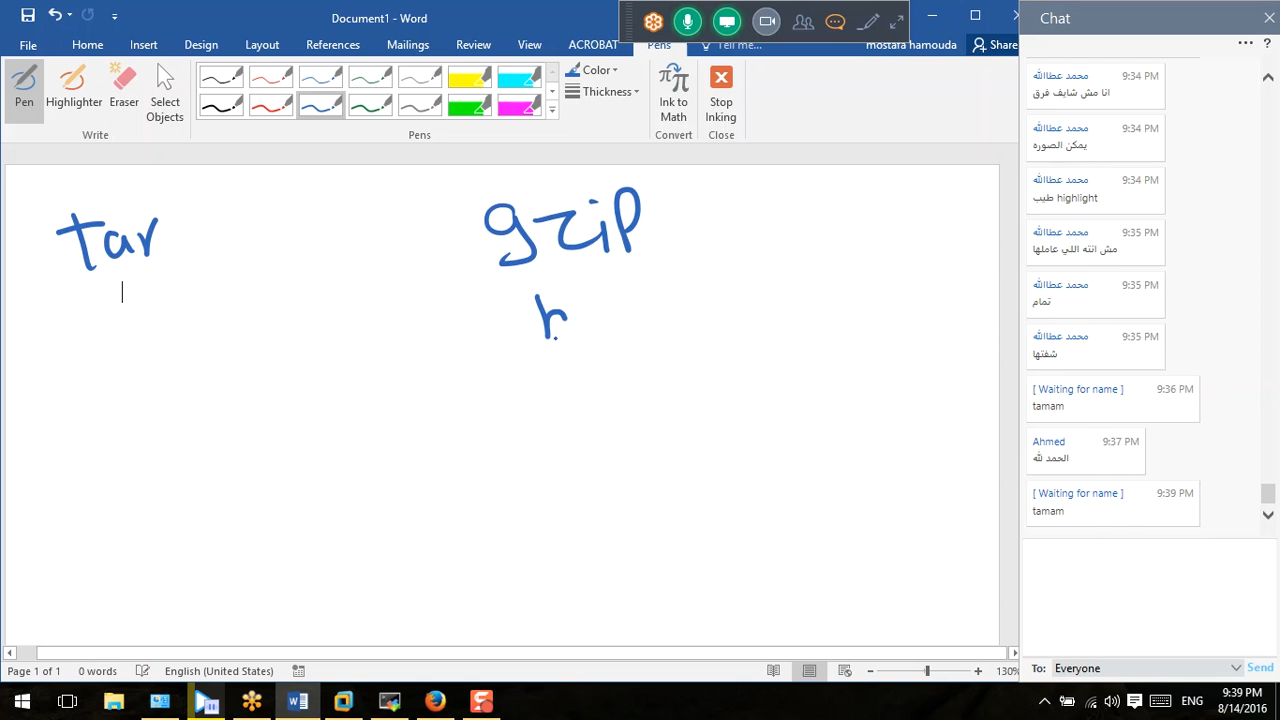 Document1 - Word
File
Home
Insert
Design
Layout
References
Mailings
Review
View
ACROBAT
Pens
Tell me...
mostafa hamouda
Share
Pen
Highlighter
Eraser
Select Objects
Color
Thickness
Ink to Math
Stop Inking
Write
Pens
Convert
Close
tar
gzip
Chat
محمد عطاالله 9:34 PM
انا مش شايف فرق
محمد عطاالله 9:34 PM
يمكن الصوره
محمد عطاالله 9:34 PM
طيب highlight
محمد عطاالله 9:35 PM
مش انته اللي عاملها
محمد عطاالله 9:35 PM
تمام
محمد عطاالله 9:35 PM
شفتها
[ Waiting for name ] 9:36 PM
tamam
Ahmed 9:37 PM
الحمد لله
[ Waiting for name ] 9:39 PM
tamam
To: Everyone
Send
Page 1 of 1
0 words
English (United States)
130%
ENG
9:39 PM
8/14/2016